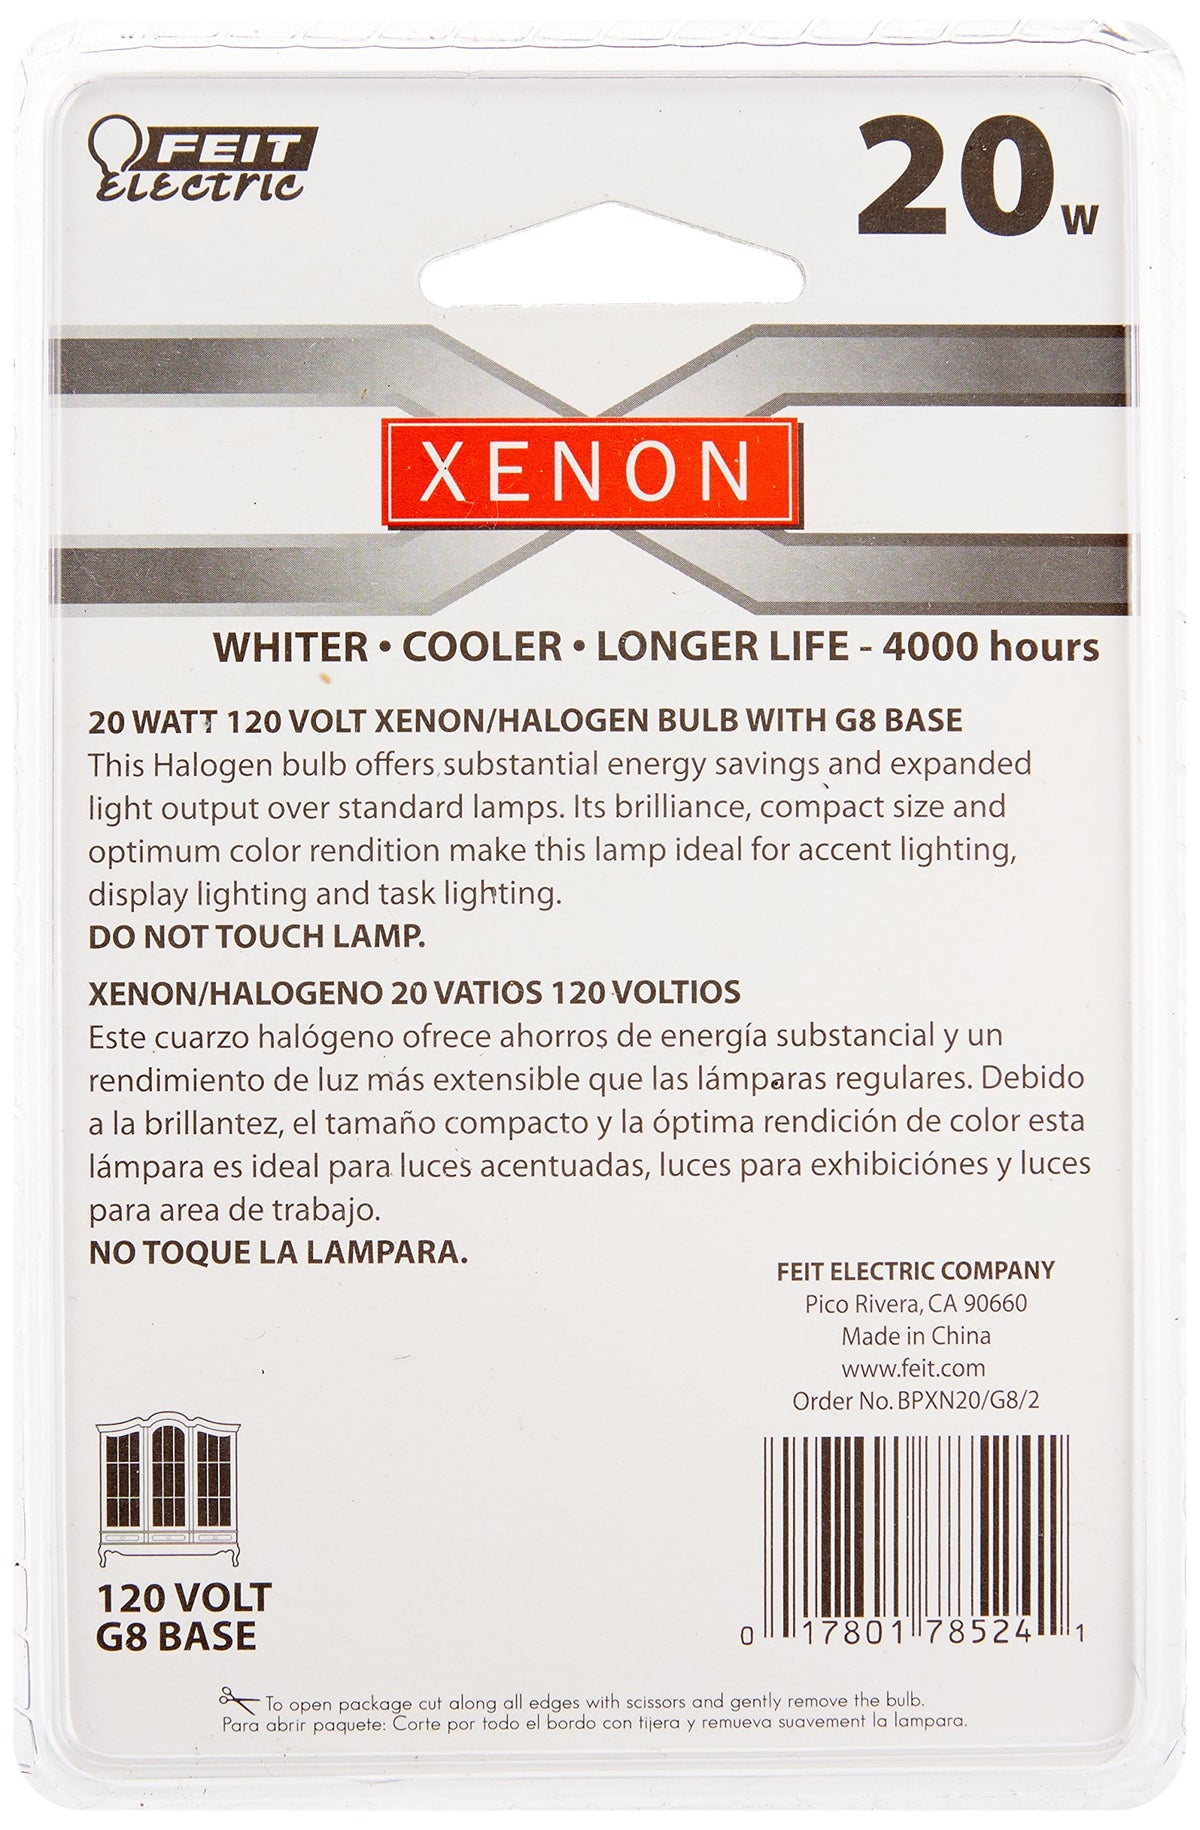 FEIT
ELECTRIC
20 W
XENON
WHITER • COOLER • LONGER LIFE - 4000 hours
20 WATT 120 VOLT XENON/HALOGEN BULB WITH G8 BASE
This Halogen bulb offers substantial energy savings and expanded
light output over standard lamps. Its brilliance, compact size and
optimum color rendition make this lamp ideal for accent lighting,
display lighting and task lighting.
DO NOT TOUCH LAMP.
XENON/HALOGENO 20 VATIOS 120 VOLTIOS
Este cuarzo halógeno ofrece ahorros de energía substancial y un
rendimiento de luz más extensible que las lámparas regulares. Debido
a la brillantez, el tamaño compacto y la óptima rendición de color esta
lámpara es ideal para luces acentuadas, luces para exhibiciónes y luces
para area de trabajo.
NO TOQUE LA LAMPARA.
FEIT ELECTRIC COMPANY
Pico Rivera, CA 90660
Made in China
www.feit.com
Order No. BPXN20/G8/2
120 VOLT
G8 BASE
0 17801 78524 1
To open package cut along all edges with scissors and gently remove the bulb.
Para abrir paquete: Corte por todo el bordo con tijera y remueva suavement la lampara.